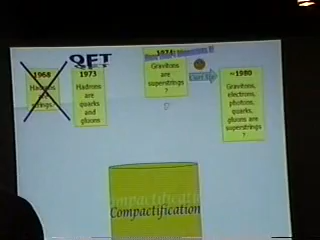 QFT
1968
Hadrons
strings
1973
Hadrons
are
quarks
and
gluons
1974:
Gravitons
are
superstrings
?
?
~1980
Gravitons,
electrons,
photons,
quarks,
gluons are
superstrings
?
Compactification
Compactification